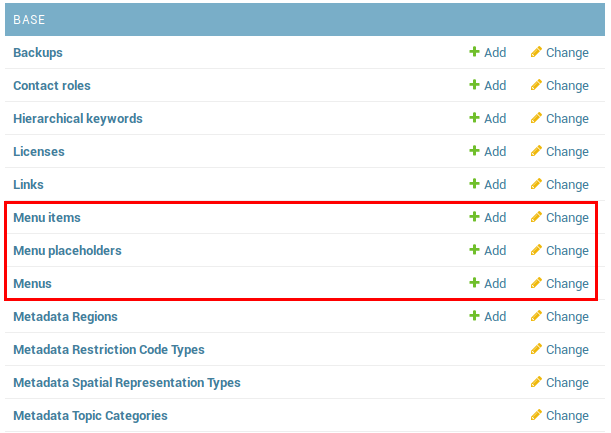 BASE
Backups Add Change
Contact roles Add Change
Hierarchical keywords Add Change
Licenses Add Change
Links Add Change
Menu items Add Change
Menu placeholders Add Change
Menus Add Change
Metadata Regions Add Change
Metadata Restriction Code Types Change
Metadata Spatial Representation Types Change
Metadata Topic Categories Change